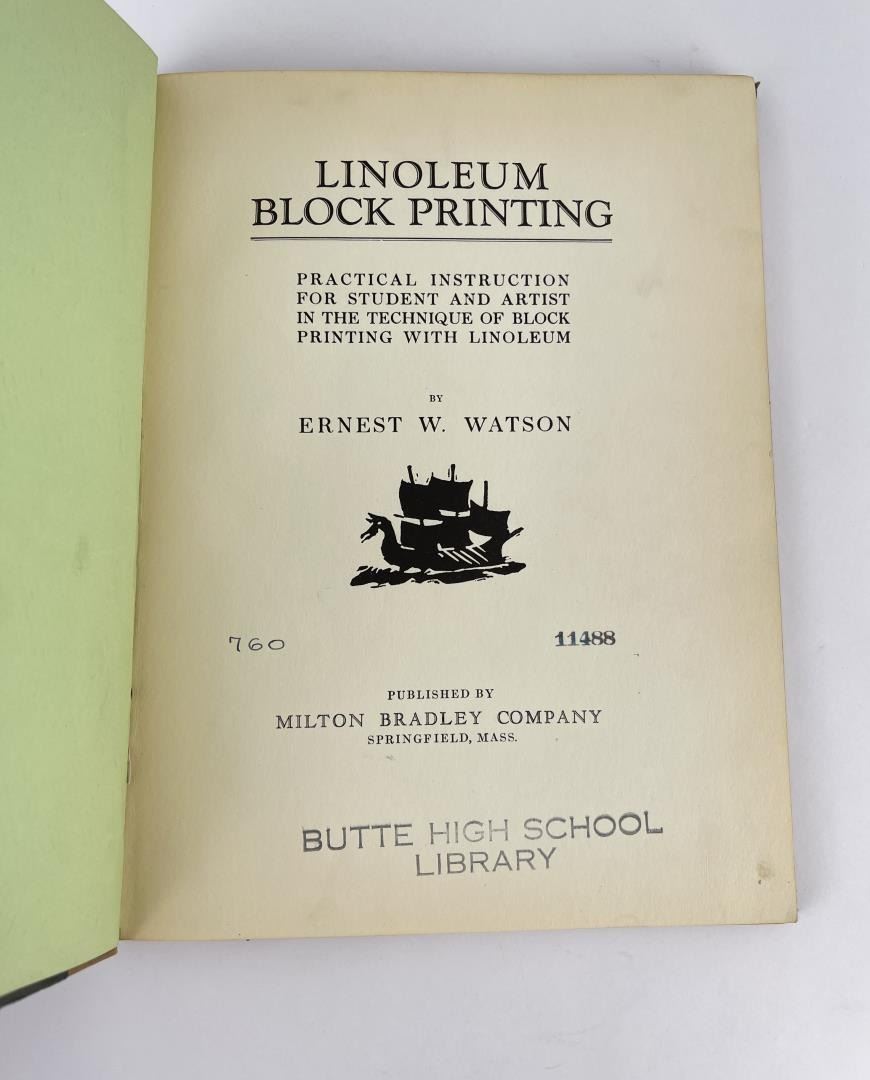 LINOLEUM
BLOCK PRINTING
PRACTICAL INSTRUCTION
FOR STUDENT AND ARTIST
IN THE TECHNIQUE OF BLOCK
PRINTING WITH LINOLEUM
BY
ERNEST W. WATSON
760 11488
PUBLISHED BY
MILTON BRADLEY COMPANY
SPRINGFIELD, MASS.
BUTTE HIGH SCHOOL
LIBRARY